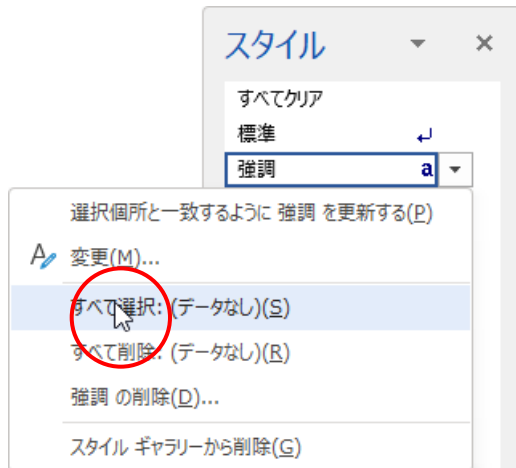 スタイル
すべてクリア
標準
強調 a
選択個所と一致するように 強調 を更新する(P)
変更(M)...
すべて選択: (データなし)(S)
すべて削除: (データなし)(R)
強調 の削除(D)...
スタイル ギャラリーから削除(G)